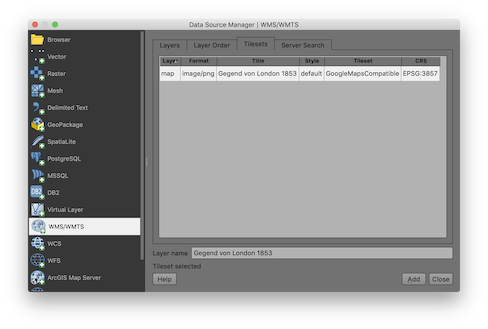 Data Source Manager | WMS/WMTS
Browser
Vector
Raster
Mesh
Delimited Text
GeoPackage
SpatiaLite
PostgreSQL
MSSQL
DB2
DB2
Virtual Layer
WMS/WMTS
WCS
WFS
ArcGIS Map Server
Layers Layer Order Tilesets Server Search
Layer Format Title Style Tileset CRS
map image/png Gegend von London 1853 default GoogleMapsCompatible EPSG:3857
Layer name Gegend von London 1853
Tileset selected
Help Add Close